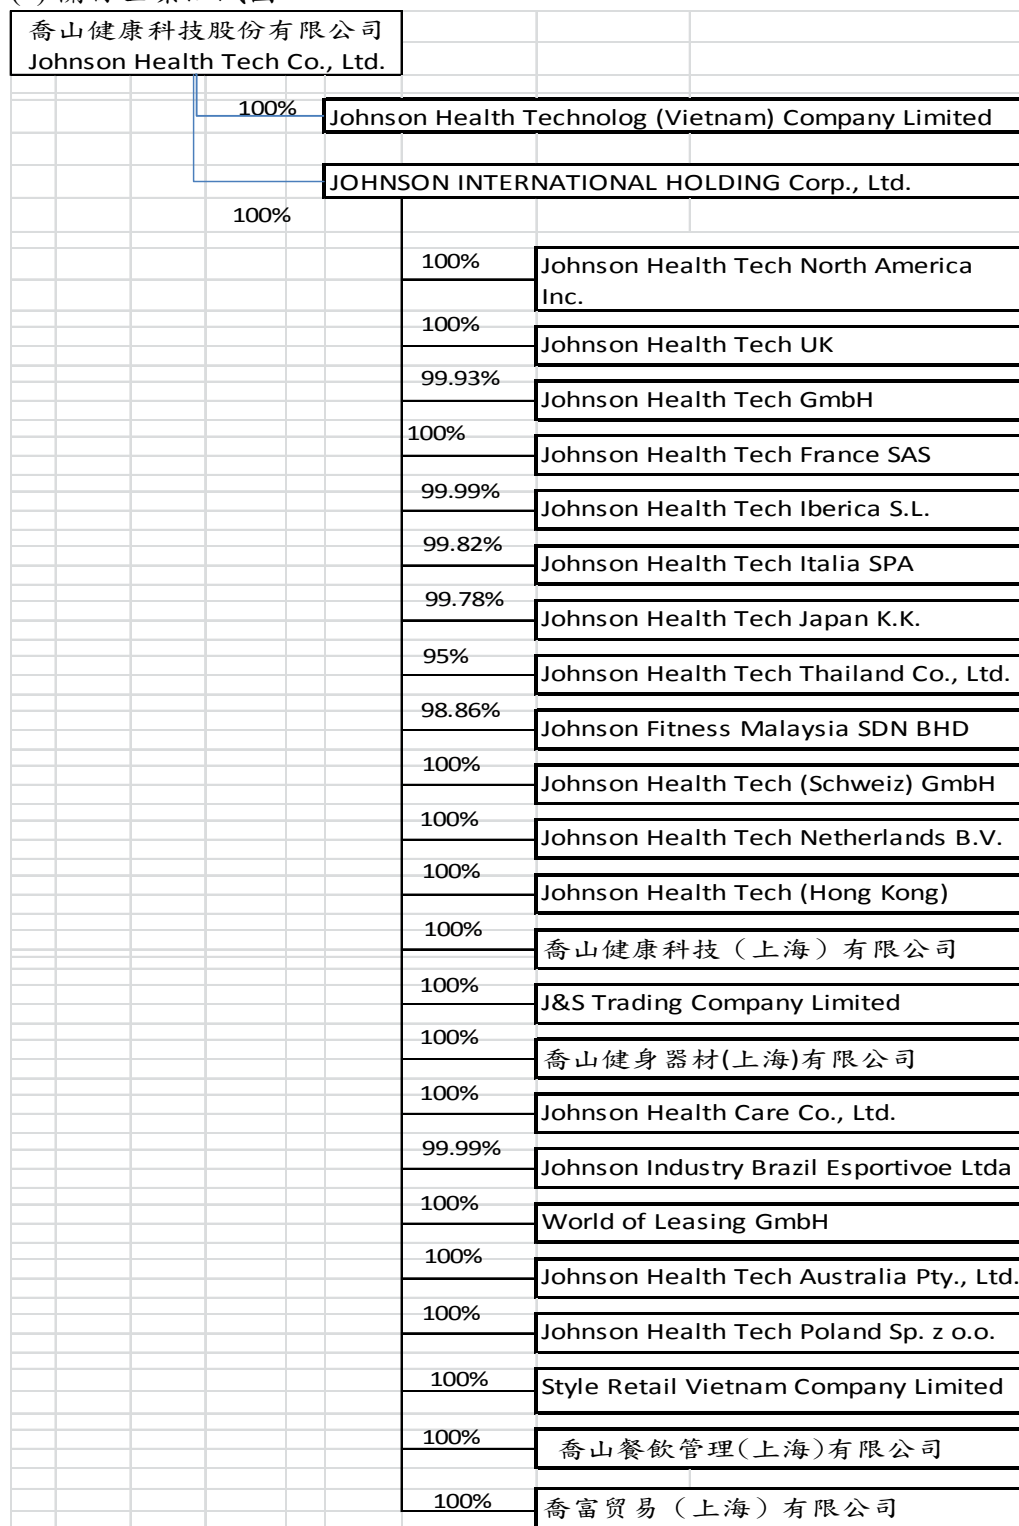 喬山健康科技股份有限公司
Johnson Health Tech Co., Ltd.
100%
Johnson Health Technolog (Vietnam) Company Limited
JOHNSON INTERNATIONAL HOLDING Corp., Ltd.
100%
100%
Johnson Health Tech North America
Inc.
100%
Johnson Health Tech UK
99.93%
Johnson Health Tech GmbH
100%
Johnson Health Tech France SAS
99.99%
Johnson Health Tech Iberica S.L.
99.82%
Johnson Health Tech Italia SPA
99.78%
Johnson Health Tech Japan K.K.
95%
Johnson Health Tech Thailand Co., Ltd.
98.86%
Johnson Fitness Malaysia SDN BHD
100%
Johnson Health Tech (Schweiz) GmbH
100%
Johnson Health Tech Netherlands B.V.
100%
Johnson Health Tech (Hong Kong)
100%
喬山健康科技（上海）有限公司
100%
J&S Trading Company Limited
100%
喬山健身器材(上海)有限公司
100%
Johnson Health Care Co., Ltd.
99.99%
Johnson Industry Brazil Esportivoe Ltda
100%
World of Leasing GmbH
100%
Johnson Health Tech Australia Pty., Ltd.
100%
Johnson Health Tech Poland Sp. z o.o.
100%
Style Retail Vietnam Company Limited
100%
喬山餐飲管理(上海)有限公司
100%
喬富贸易（上海）有限公司